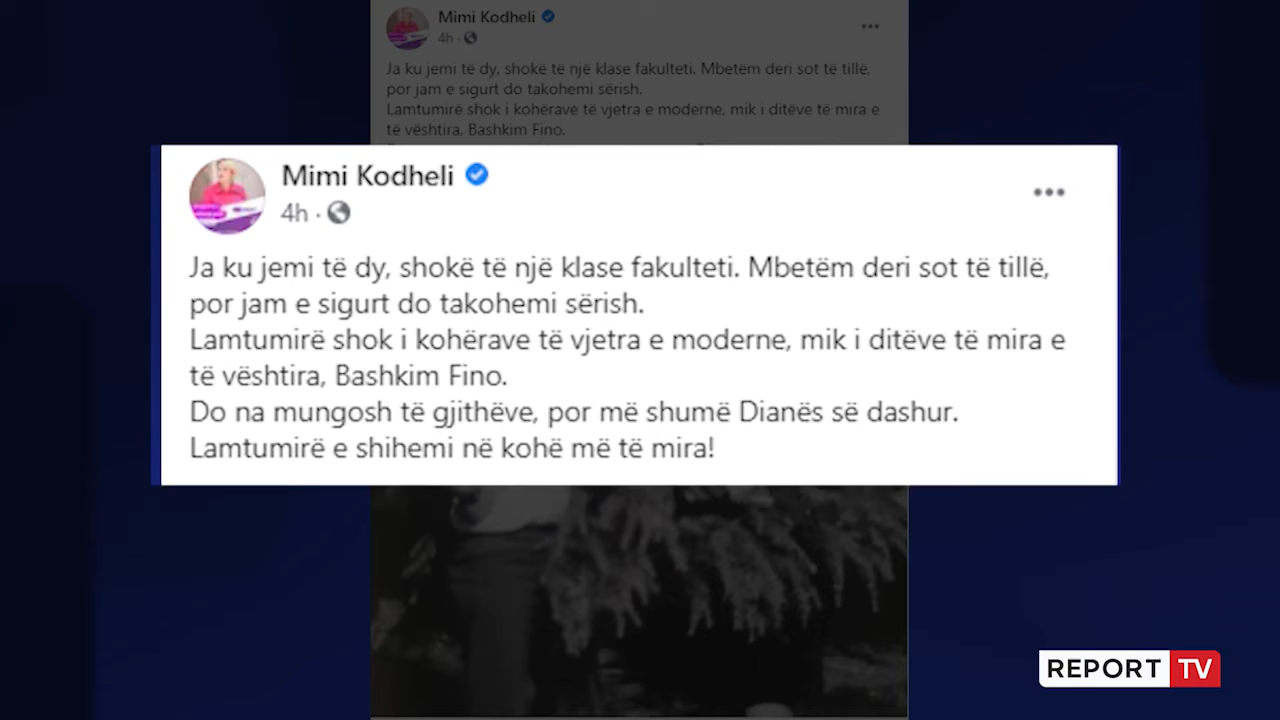 Mimi Kodheli
4h ·
Ja ku jemi të dy, shokë të një klase fakulteti. Mbetëm deri sot të tillë,
por jam e sigurt do takohemi sërish.
Lamtumirë shok i kohërave të vjetra e moderne, mik i ditëve të mira e
të vështira, Bashkim Fino.
Mimi Kodheli
4h ·
Ja ku jemi të dy, shokë të një klase fakulteti. Mbetëm deri sot të tillë,
por jam e sigurt do takohemi sërish.
Lamtumirë shok i kohërave të vjetra e moderne, mik i ditëve të mira e
të vështira, Bashkim Fino.
Do na mungosh të gjithëve, por më shumë Dianës së dashur.
Lamtumirë e shihemi në kohë më të mira!
REPORT TV